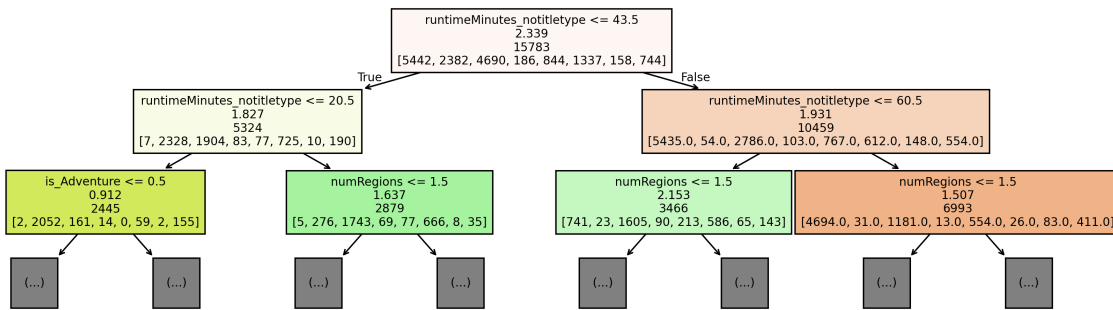 runtimeMinutes_notitletype <= 43.5
2.339
15783
[5442, 2382, 4690, 186, 844, 1337, 158, 744]
True
False
runtimeMinutes_notitletype <= 20.5
1.827
5324
[7, 2328, 1904, 83, 77, 725, 10, 190]
runtimeMinutes_notitletype <= 60.5
1.931
10459
[5435.0, 54.0, 2786.0, 103.0, 767.0, 612.0, 148.0, 554.0]
is_Adventure <= 0.5
0.912
2445
[2, 2052, 161, 14, 0, 59, 2, 155]
numRegions <= 1.5
1.637
2879
[5, 276, 1743, 69, 77, 666, 8, 35]
numRegions <= 1.5
2.153
3466
[741, 23, 1605, 90, 213, 586, 65, 143]
numRegions <= 1.5
1.507
6993
[4694.0, 31.0, 1181.0, 13.0, 554.0, 26.0, 83.0, 411.0]
(...)
(...)
(...)
(...)
(...)
(...)
(...)
(...)